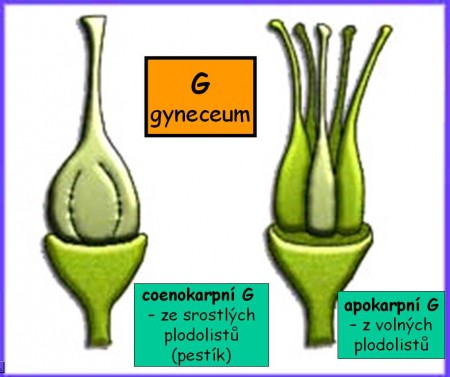 G
gyneceum
coenokarpní G
– ze srostlých
plodolistů
(pestík)
apokarpní G
– z volných
plodolistů